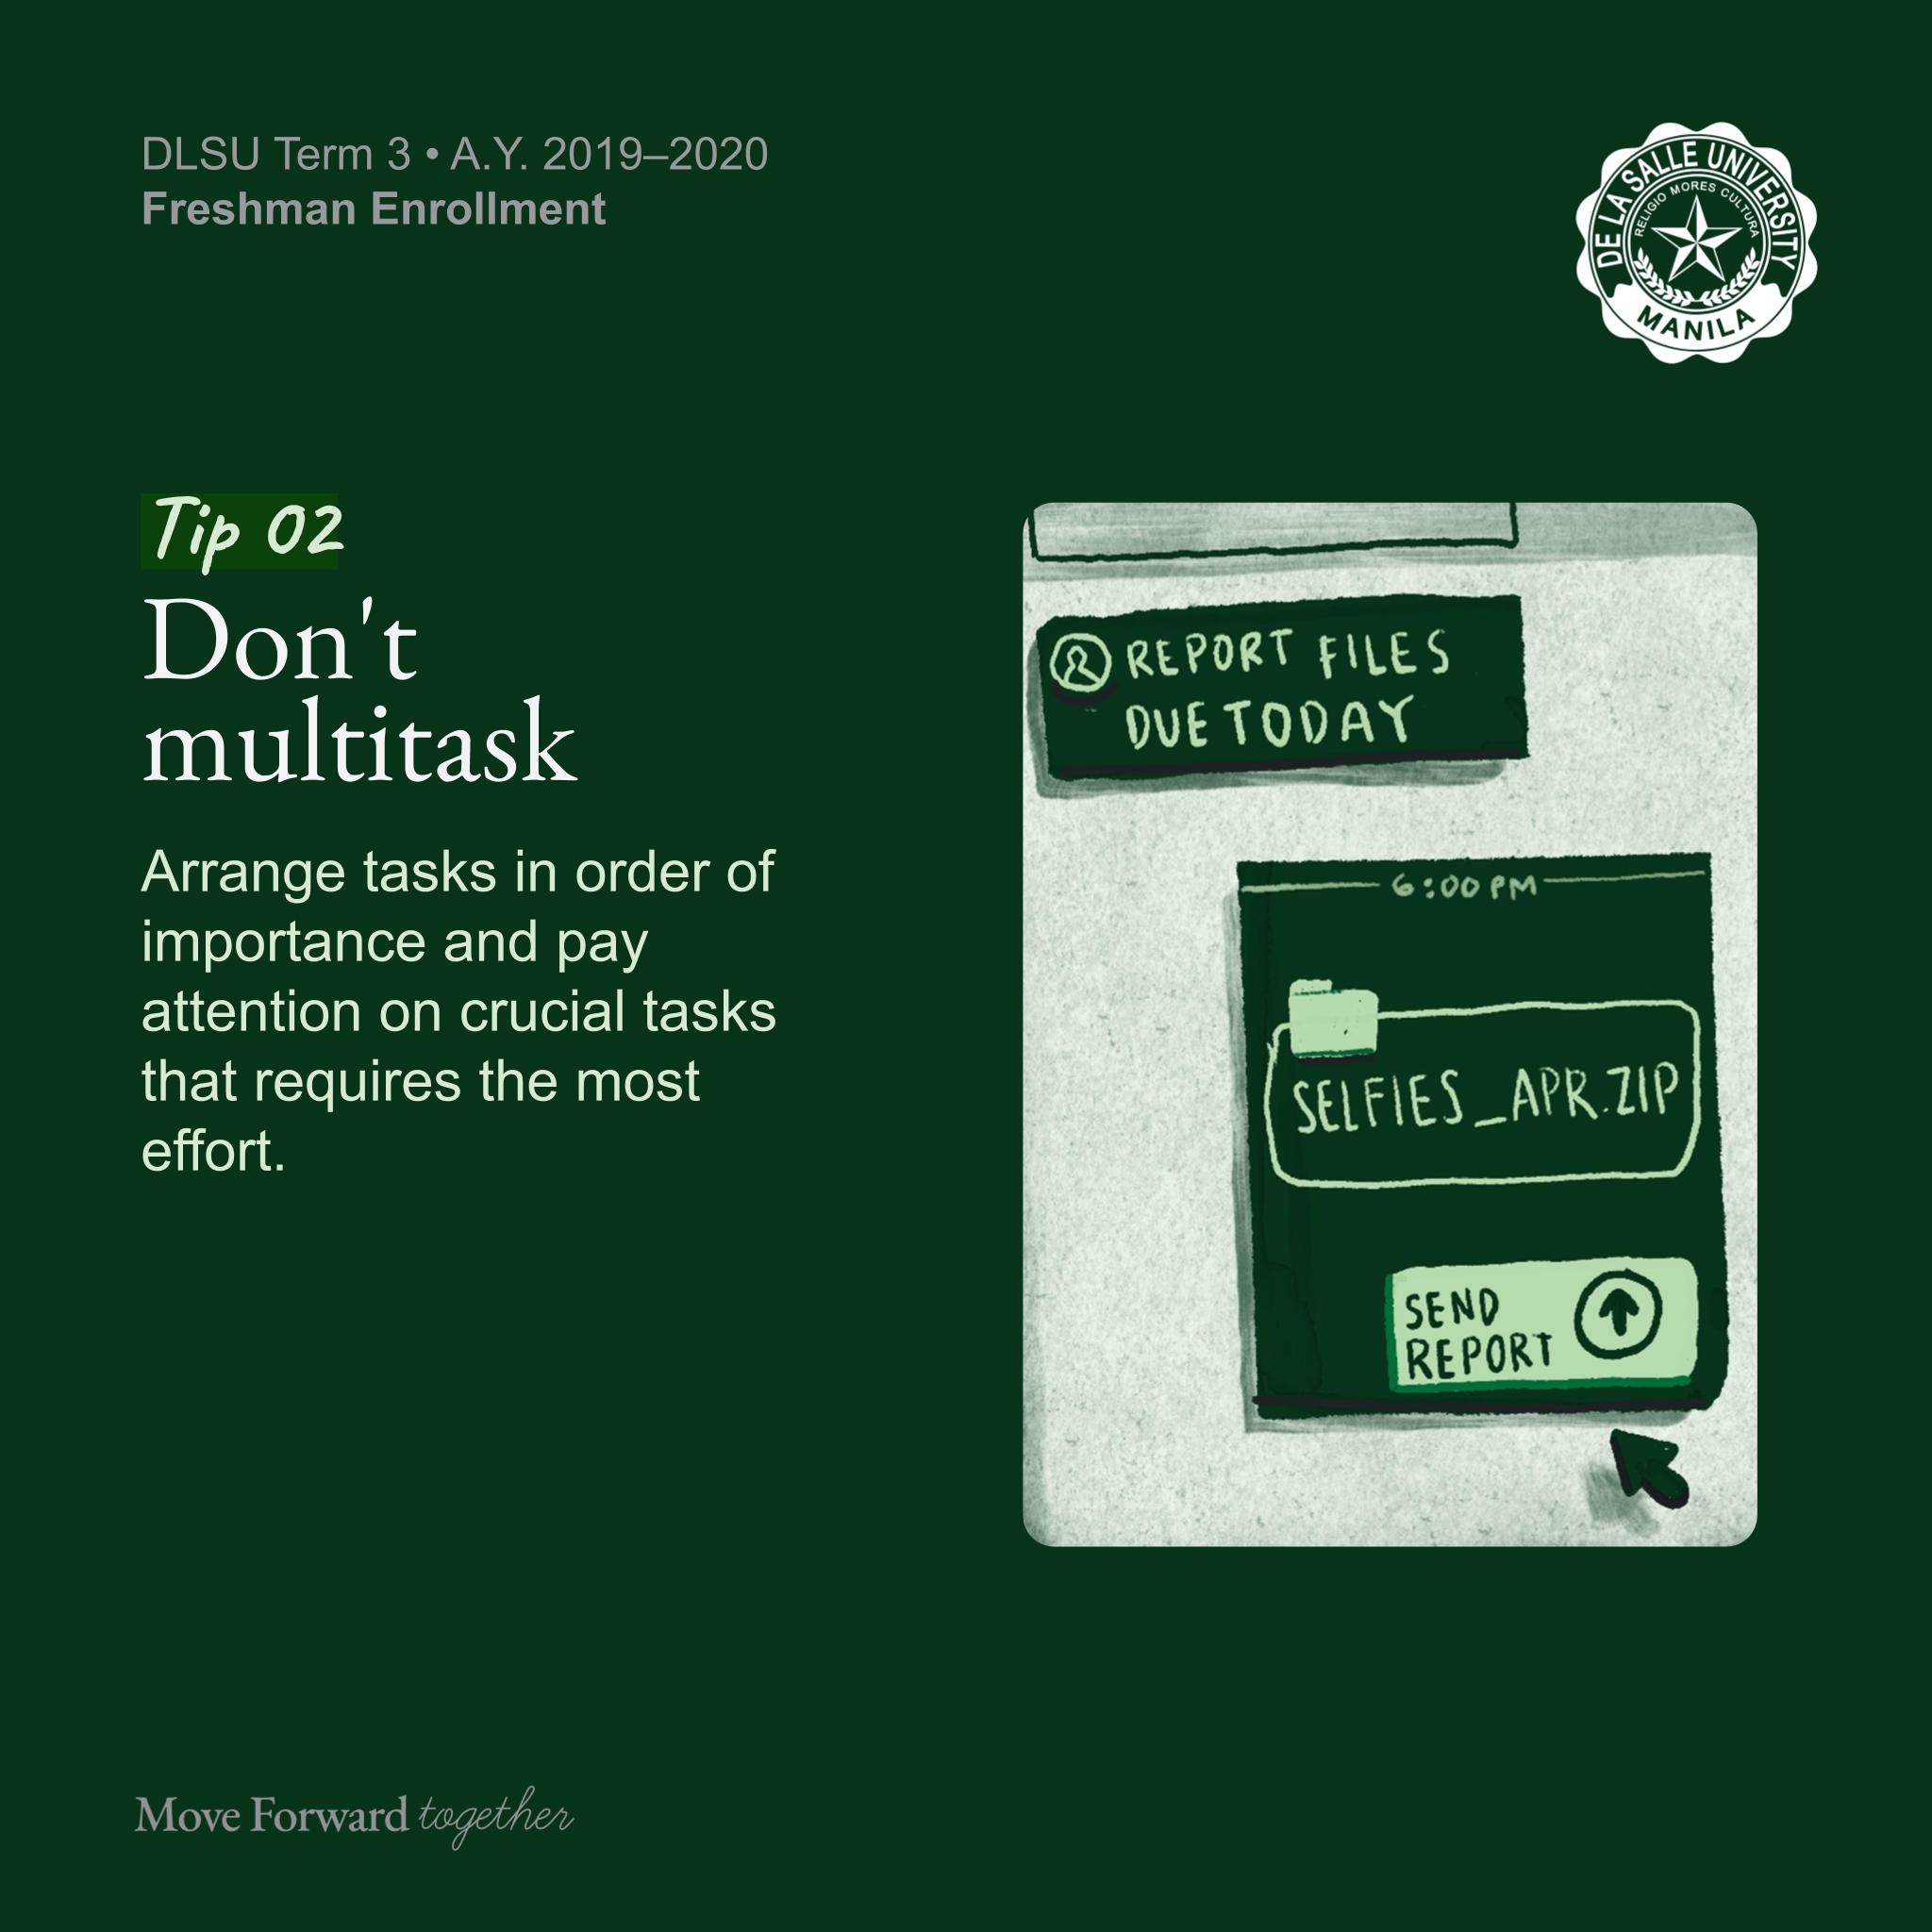 DLSU Term 3 • A.Y. 2019–2020
Freshman Enrollment
DE LA SALLE UNIVERSITY
RELIGIO MORES CULTURA
MANILA
Tip 02
Don't
multitask
Arrange tasks in order of
importance and pay
attention on crucial tasks
that requires the most
effort.
REPORT FILES
DUE TODAY
6:00 PM
SELFIES_APR.ZIP
SEND
REPORT
Move Forward together